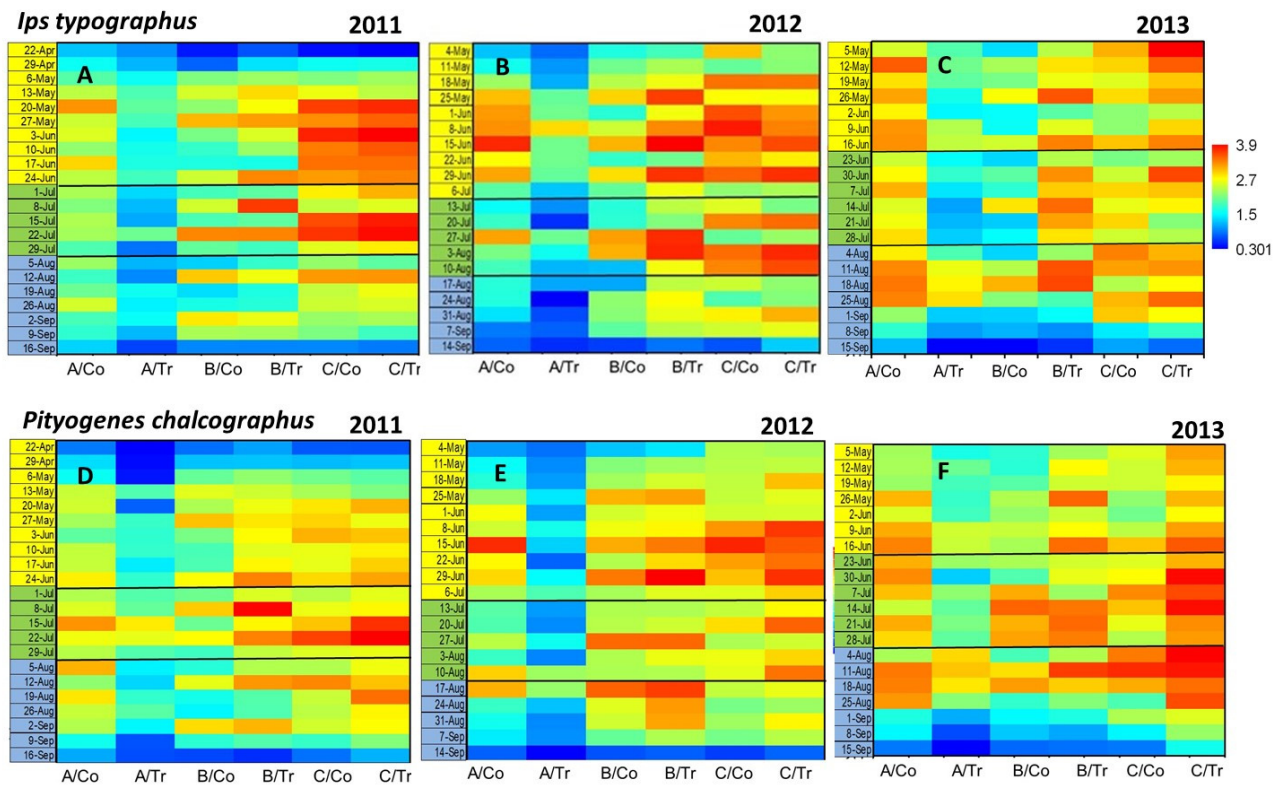 Ips typographus
2011
2012
2013
A
22-Apr
29-Apr
6-May
13-May
20-May
27-May
3-Jun
10-Jun
17-Jun
24-Jun
1-Jul
8-Jul
15-Jul
22-Jul
29-Jul
5-Aug
12-Aug
19-Aug
26-Aug
2-Sep
9-Sep
16-Sep
A/Co A/Tr B/Co B/Tr C/Co C/Tr
B
4-May
11-May
18-May
25-May
1-Jun
8-Jun
15-Jun
22-Jun
29-Jun
6-Jul
13-Jul
20-Jul
27-Jul
3-Aug
10-Aug
17-Aug
24-Aug
31-Aug
7-Sep
14-Sep
A/Co A/Tr B/Co B/Tr C/Co C/Tr
C
5-May
12-May
19-May
26-May
2-Jun
9-Jun
16-Jun
23-Jun
30-Jun
7-Jul
14-Jul
21-Jul
28-Jul
4-Aug
11-Aug
18-Aug
25-Aug
1-Sep
8-Sep
15-Sep
A/Co A/Tr B/Co B/Tr C/Co C/Tr
3.9
2.7
1.5
0.301
Pityogenes chalcographus
2011
2012
2013
D
22-Apr
29-Apr
6-May
13-May
20-May
27-May
3-Jun
10-Jun
17-Jun
24-Jun
1-Jul
8-Jul
15-Jul
22-Jul
29-Jul
5-Aug
12-Aug
19-Aug
26-Aug
2-Sep
9-Sep
16-Sep
A/Co A/Tr B/Co B/Tr C/Co C/Tr
E
4-May
11-May
18-May
25-May
1-Jun
8-Jun
15-Jun
22-Jun
29-Jun
6-Jul
13-Jul
20-Jul
27-Jul
3-Aug
10-Aug
17-Aug
24-Aug
31-Aug
7-Sep
14-Sep
A/Co A/Tr B/Co B/Tr C/Co C/Tr
F
5-May
12-May
19-May
26-May
2-Jun
9-Jun
16-Jun
23-Jun
30-Jun
7-Jul
14-Jul
21-Jul
28-Jul
4-Aug
11-Aug
18-Aug
25-Aug
1-Sep
8-Sep
15-Sep
A/Co A/Tr B/Co B/Tr C/Co C/Tr